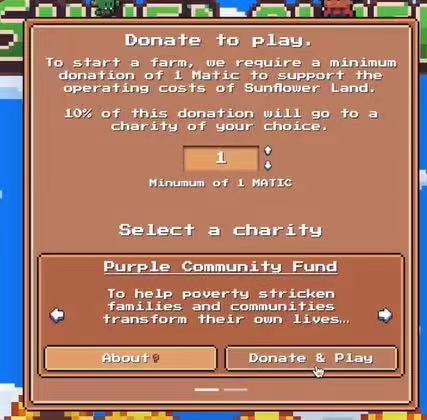 Donate to play.
To start a farm, we require a minimum
donation of 1 Matic to support the
operating costs of Sunflower Land.
10% of this donation will go to a
charity of your choice.
1
Minumum of 1 MATIC
Select a charity
Purple Community Fund
To help poverty stricken
families and communities
transform their own lives…
About?
Donate & Play